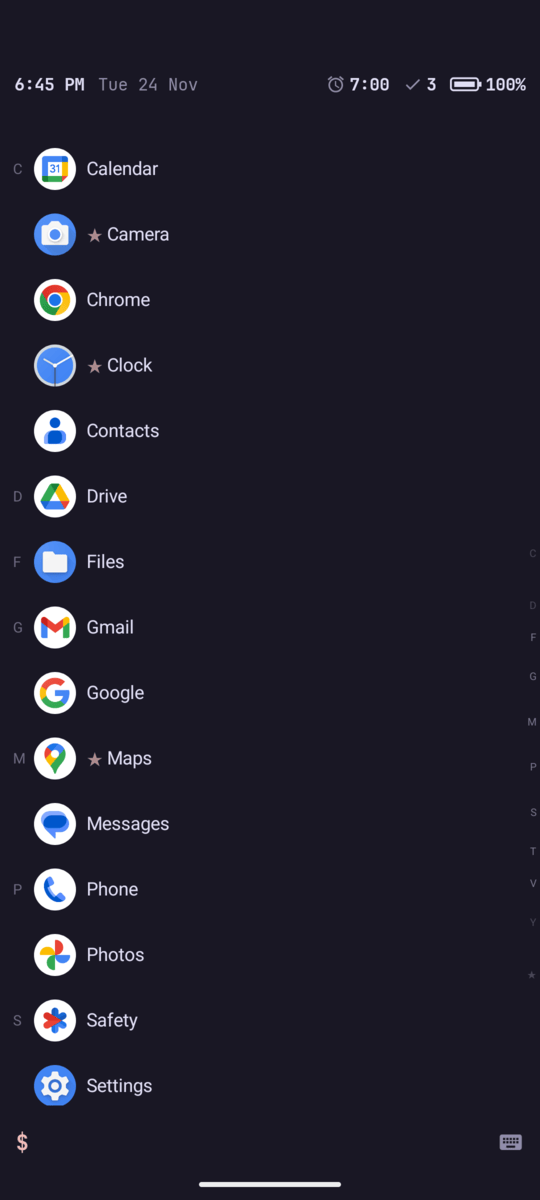 6:45 PM Tue 24 Nov 7:00 3 100%
C 31 Calendar
★ Camera
Chrome
★ Clock
Contacts
D Drive
F Files
G Gmail
Google
M ★ Maps
Messages
P Phone
Photos
S Safety
Settings
C
D
F
G
M
P
S
T
V
Y
★
$